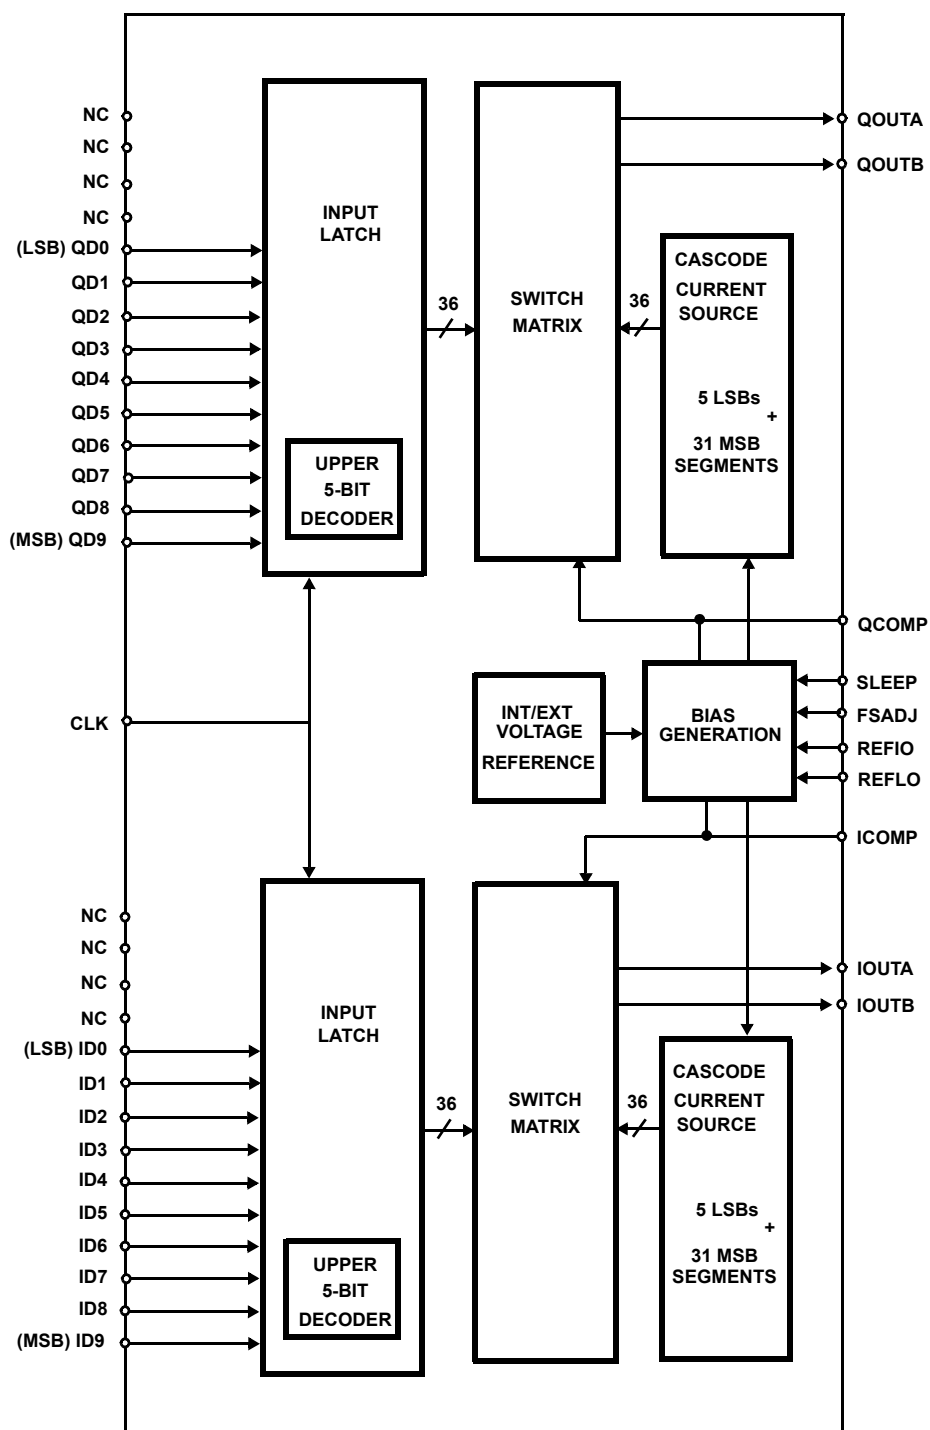 NC
NC
NC
NC
(LSB) QD0
QD1
QD2
QD3
QD4
QD5
QD6
QD7
QD8
(MSB) QD9
CLK
INPUT
LATCH
UPPER
5-BIT
DECODER
36
SWITCH
MATRIX
36
CASCODE
CURRENT
SOURCE
5 LSBs
+
31 MSB
SEGMENTS
QOUTA
QOUTB
QCOMP
SLEEP
FSADJ
REFIO
REFLO
ICOMP
INT/EXT
VOLTAGE
REFERENCE
BIAS
GENERATION
NC
NC
NC
NC
(LSB) ID0
ID1
ID2
ID3
ID4
ID5
ID6
ID7
ID8
(MSB) ID9
INPUT
LATCH
UPPER
5-BIT
DECODER
36
SWITCH
MATRIX
36
CASCODE
CURRENT
SOURCE
5 LSBs
+
31 MSB
SEGMENTS
IOUTA
IOUTB